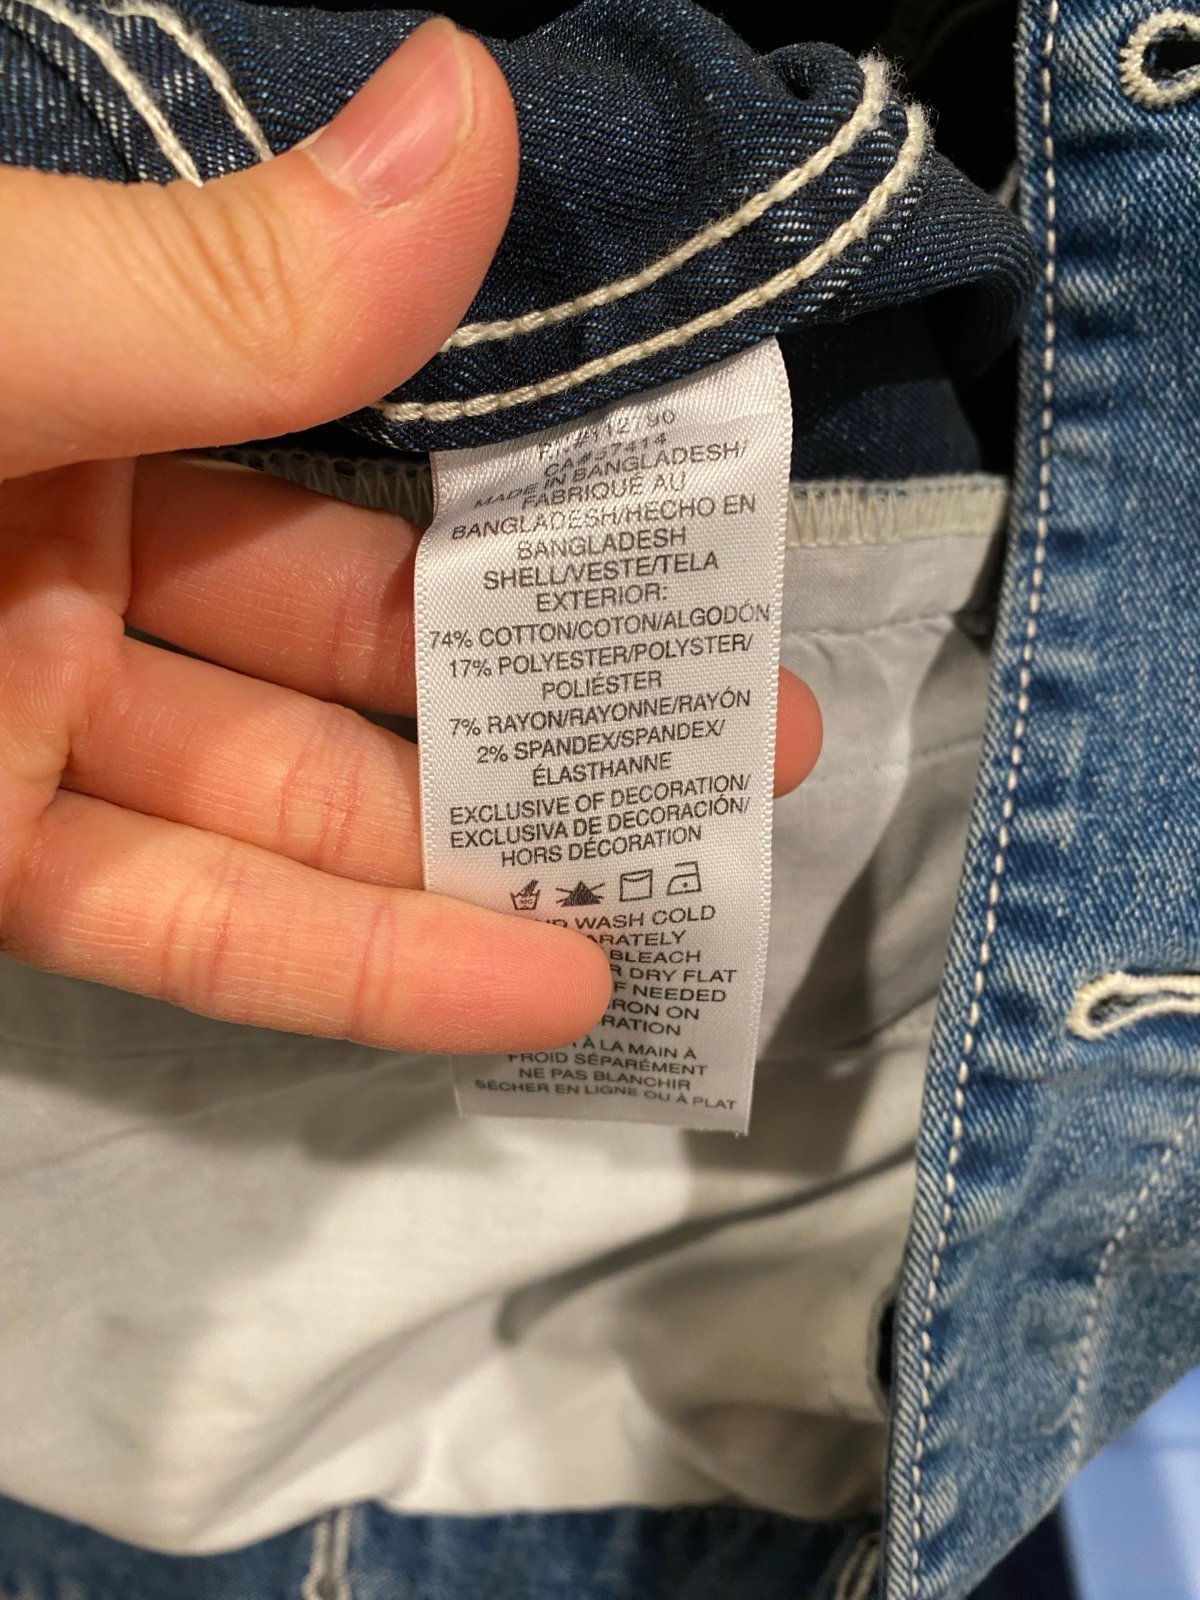 CA#57414
MADE IN BANGLADESH/
FABRIQUÉ AU
BANGLADESH/HECHO EN
BANGLADESH
SHELL/VESTE/TELA
EXTERIOR:
74% COTTON/COTON/ALGODÓN
17% POLYESTER/POLYSTER/
POLIÉSTER
7% RAYON/RAYONNE/RAYÓN
2% SPANDEX/SPANDEX/
ÉLASTHANNE
EXCLUSIVE OF DECORATION/
EXCLUSIVA DE DECORACIÓN/
HORS DÉCORATION
WASH COLD
BLEACH
DRY FLAT
NEEDED
ON
À LA MAIN À
FROID SÉPARÉMENT
NE PAS BLANCHIR
SÉCHER EN LIGNE OU À PLAT